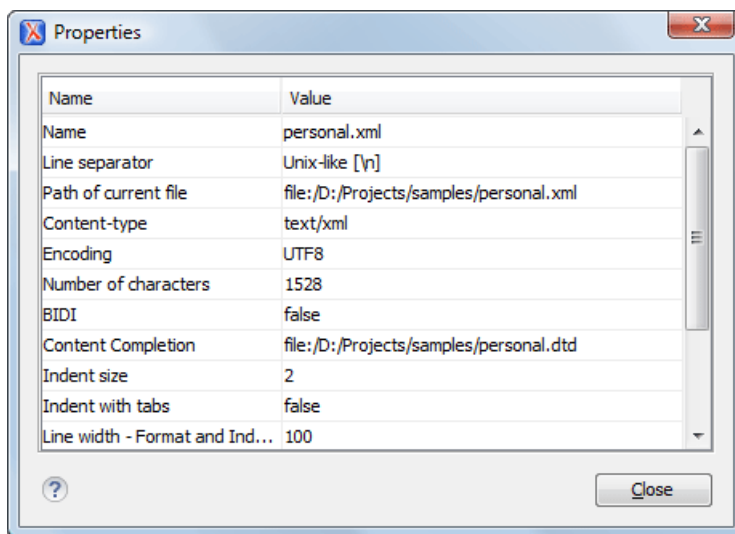 Properties
Name Value
Name personal.xml
Line separator Unix-like [\n]
Path of current file file:/D:/Projects/samples/personal.xml
Content-type text/xml
Encoding UTF8
Number of characters 1528
BIDI false
Content Completion file:/D:/Projects/samples/personal.dtd
Indent size 2
Indent with tabs false
Line width - Format and Ind... 100
?
Close